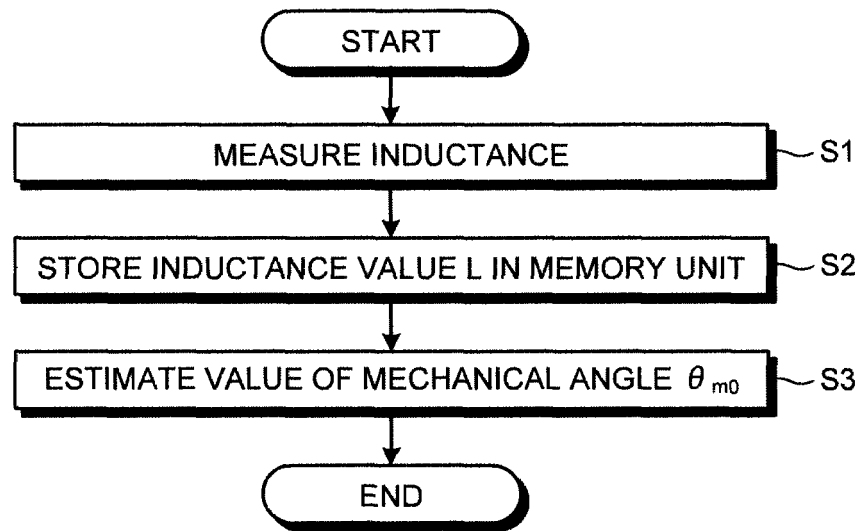 START
MEASURE INDUCTANCE
S1
STORE INDUCTANCE VALUE L IN MEMORY UNIT
S2
ESTIMATE VALUE OF MECHANICAL ANGLE θm0
S3
END